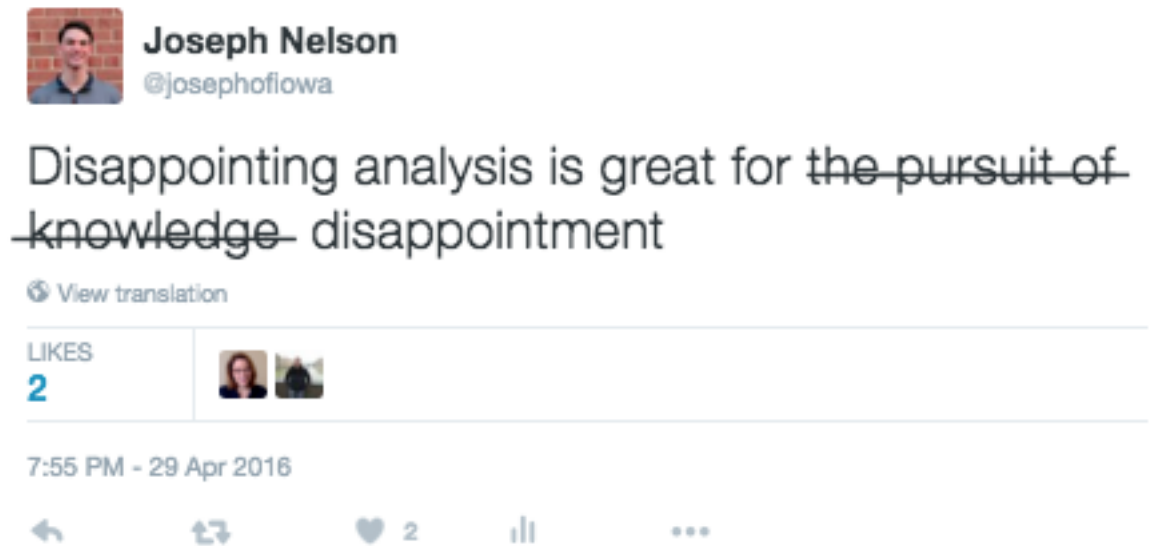 Joseph Nelson
@josephofiowa
Disappointing analysis is great for the pursuit of
knowledge disappointment
View translation
LIKES
2
7:55 PM - 29 Apr 2016
2